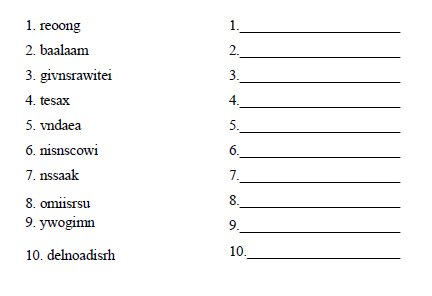 1. reoong 1.
2. baalaam 2.
3. givnsrawitei 3.
4. tesax 4.
5. vndaea 5.
6. nisnscowi 6.
7. nssaak 7.
8. omiisrsu 8.
9. ywogimn 9.
10. delnoadisrh 10.